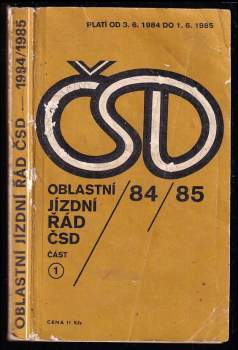 PLATÍ OD 3. 6. 1984 DO 1. 6. 1985
ČSD
OBLASTNÍ
JÍZDNÍ
ŘÁD
ČSD
84/85
ČÁST
1
CENA 11 Kčs
OBLASTNÍ JÍZDNÍ ŘÁD ČSD — 1984/1985